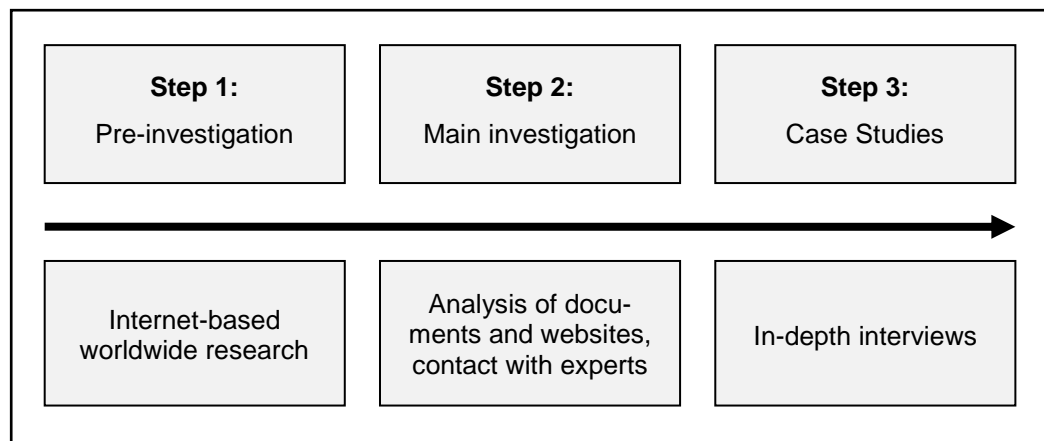 Step 1:
Pre-investigation
Step 2:
Main investigation
Step 3:
Case Studies
Internet-based
worldwide research
Analysis of docu-
ments and websites,
contact with experts
In-depth interviews